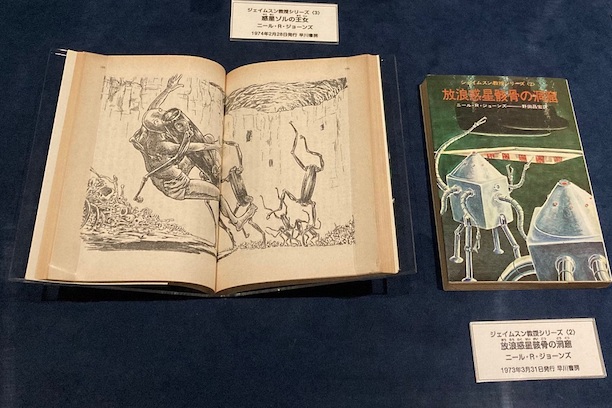 ジェイムスン教授シリーズ〈3〉
惑星ゾルの王女
ニール・R・ジョーンズ
1974年2月28日発行 早川書房
ジェイムスン教授シリーズ〈2〉
放浪惑星骸骨の洞窟
ニール・R・ジョーンズ──野田昌宏訳
ジェイムスン教授シリーズ〈2〉
放浪惑星骸骨の洞窟
ニール・R・ジョーンズ
1973年3月31日発行 早川書房